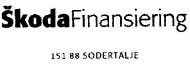 ŠkodaFinansiering
151 88 SODERTALJE